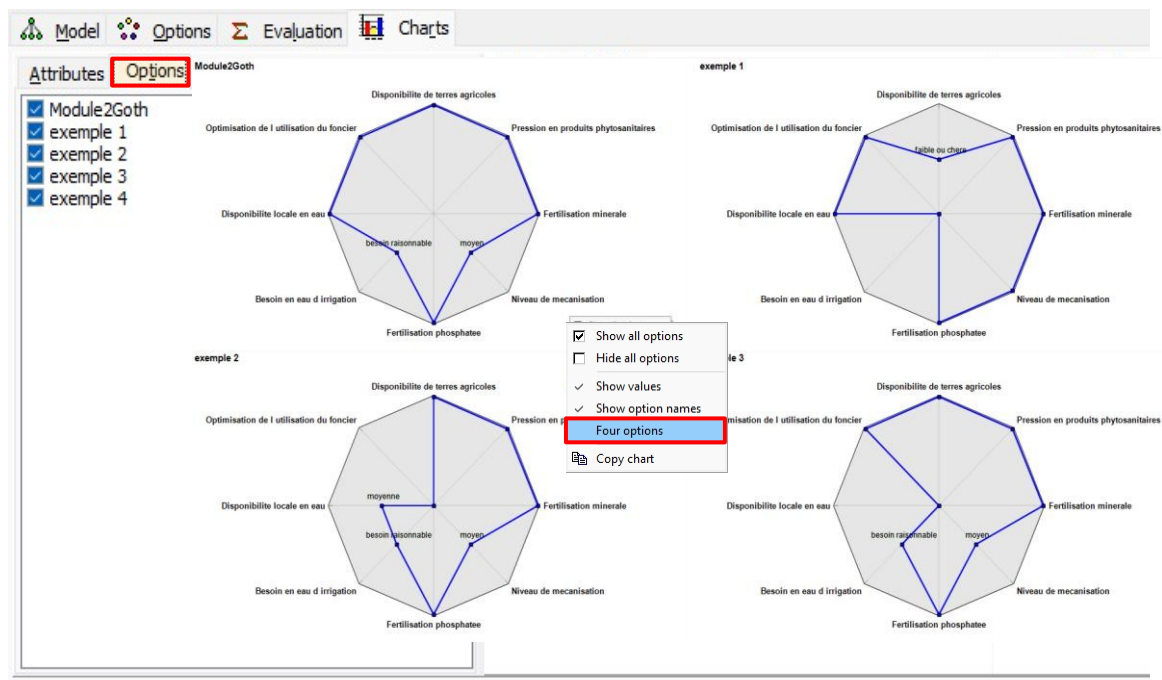 Model Options Evaluation Charts
Attributes Options
Module2Goth
exemple 1
exemple 2
exemple 3
exemple 4
Module2Goth
Disponibilite de terres agricoles
Optimisation de l utilisation du foncier
Pression en produits phytosanitaires
Disponibilite locale en eau
Fertilisation minerale
besoin raisonnable
moyen
Besoin en eau d irrigation
Niveau de mecanisation
Fertilisation phosphatee
exemple 1
Disponibilite de terres agricoles
Optimisation de l utilisation du foncier
Pression en produits phytosanitaires
faible ou chere
Disponibilite locale en eau
Fertilisation minerale
Besoin en eau d irrigation
Niveau de mecanisation
Fertilisation phosphatee
Show all options
Hide all options
Show values
Show option names
Four options
Copy chart
exemple 2
Disponibilite de terres agricoles
Optimisation de l utilisation du foncier
Pression en p
moyenne
Disponibilite locale en eau
Fertilisation minerale
besoin raisonnable
moyen
Besoin en eau d irrigation
Niveau de mecanisation
Fertilisation phosphatee
le 3
Disponibilite de terres agricoles
misation de l utilisation du foncier
Pression en produits phytosanitaires
Disponibilite locale en eau
Fertilisation minerale
besoin raisonnable
moyen
Besoin en eau d irrigation
Niveau de mecanisation
Fertilisation phosphatee